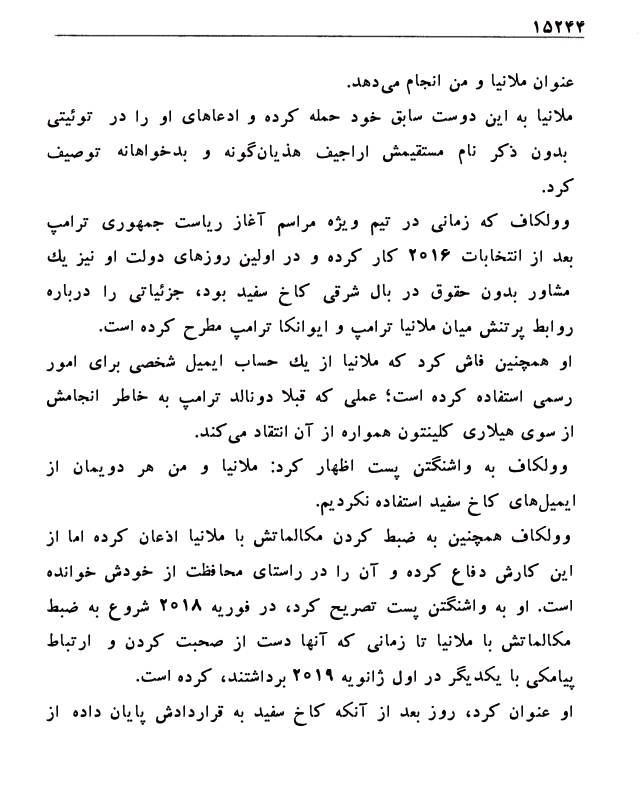 ۱۵۲۴۴
عنوان ملانیا و من انجام می‌دهد.
ملانیا به این دوست سابق خود حمله کرده و ادعاهای او را در توئیتی
بدون ذکر نام مستقیمش اراجیف هذیان‌گونه و بدخواهانه توصیف
کرد.
وولکاف که زمانی در تیم ویژه مراسم آغاز ریاست جمهوری ترامپ
بعد از انتخابات ۲۰۱۶ کار کرده و در اولین روزهای دولت او نیز یك
مشاور بدون حقوق در بال شرقی کاخ سفید بود، جزئیاتی را درباره
روابط پرتنش میان ملانیا ترامپ و ایوانکا ترامپ مطرح کرده است.
او همچنین فاش کرد که ملانیا از یك حساب ایمیل شخصی برای امور
رسمی استفاده کرده است؛ عملی که قبلا دونالد ترامپ به خاطر انجامش
از سوی هیلاری کلینتون همواره از آن انتقاد می‌کند.
وولکاف به واشنگتن پست اظهار کرد: ملانیا و من هر دویمان از
ایمیل‌های کاخ سفید استفاده نکردیم.
وولکاف همچنین به ضبط کردن مکالماتش با ملانیا اذعان کرده اما از
این کارش دفاع کرده و آن را در راستای محافظت از خودش خوانده
است. او به واشنگتن پست تصریح کرد، در فوریه ۲۰۱۸ شروع به ضبط
مکالماتش با ملانیا تا زمانی که آنها دست از صحبت کردن و ارتباط
پیامکی با یکدیگر در اول ژانویه ۲۰۱۹ برداشتند، کرده است.
او عنوان کرد، روز بعد از آنکه کاخ سفید به قراردادش پایان داده از